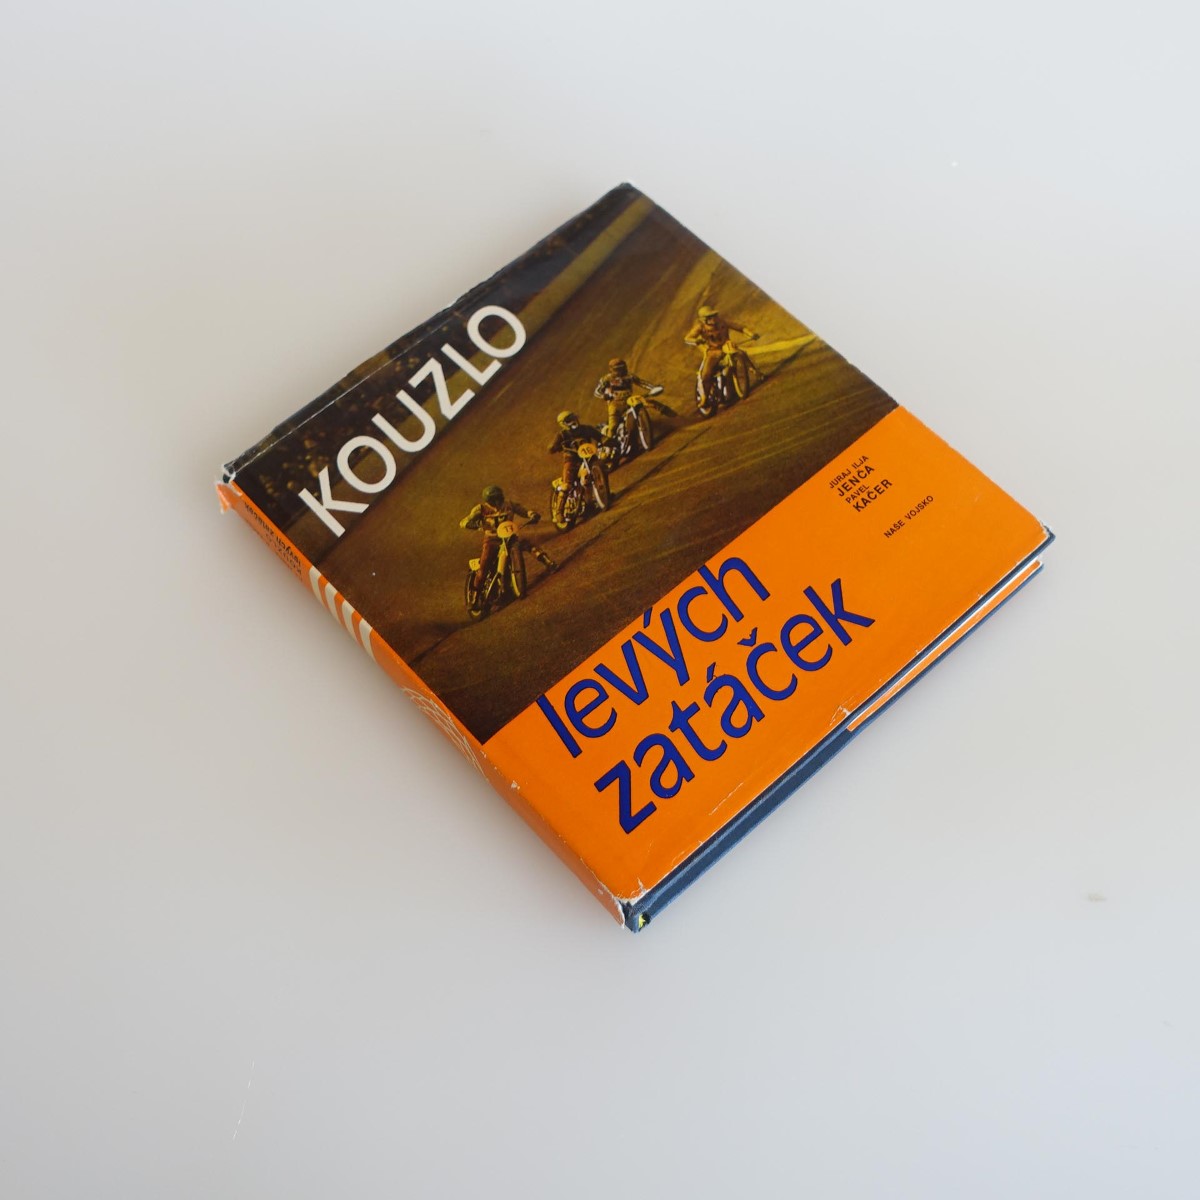 KOUZLO
levých
zatáček
JURAJ ILJA
JENČA
PAVEL
KAČER
NAŠE VOJSKO